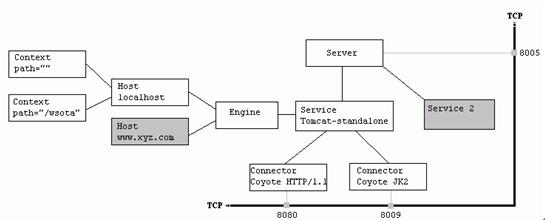 TCP
Server
8005
Context
path=""
Host
localhost
Context
path="/wsota"
Engine
Service
Tomcat-standalone
Service 2
Host
www.xyz.com
Connector
Coyote HTTP/1.1
Connector
Coyote JK2
TCP
8080
8009